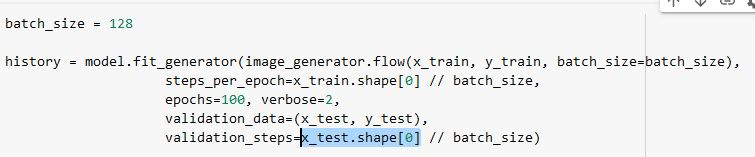 batch_size = 128
history = model.fit_generator(image_generator.flow(x_train, y_train, batch_size=batch_size),
steps_per_epoch=x_train.shape[0] // batch_size,
epochs=100, verbose=2,
validation_data=(x_test, y_test),
validation_steps=x_test.shape[0] // batch_size)